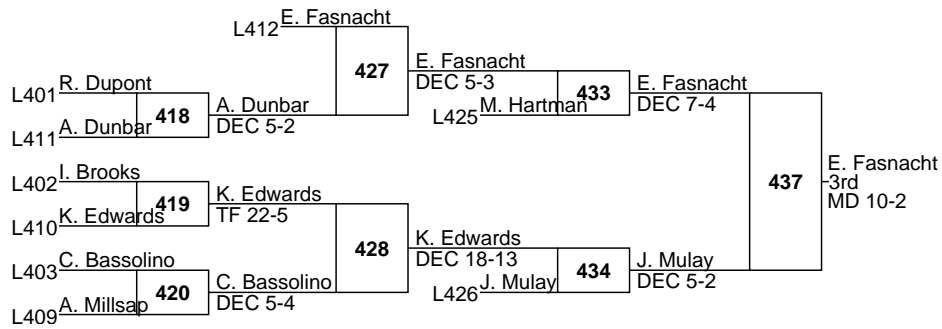 E. Fasnacht
L412
427
E. Fasnacht
DEC 5-3
R. Dupont
L401
418
A. Dunbar
DEC 5-2
A. Dunbar
L411
M. Hartman
L425
433
E. Fasnacht
DEC 7-4
I. Brooks
L402
419
K. Edwards
TF 22-5
K. Edwards
L410
428
K. Edwards
DEC 18-13
C. Bassolino
L403
420
C. Bassolino
DEC 5-4
A. Millsap
L409
J. Mulay
L426
434
J. Mulay
DEC 5-2
437
E. Fasnacht
3rd
MD 10-2